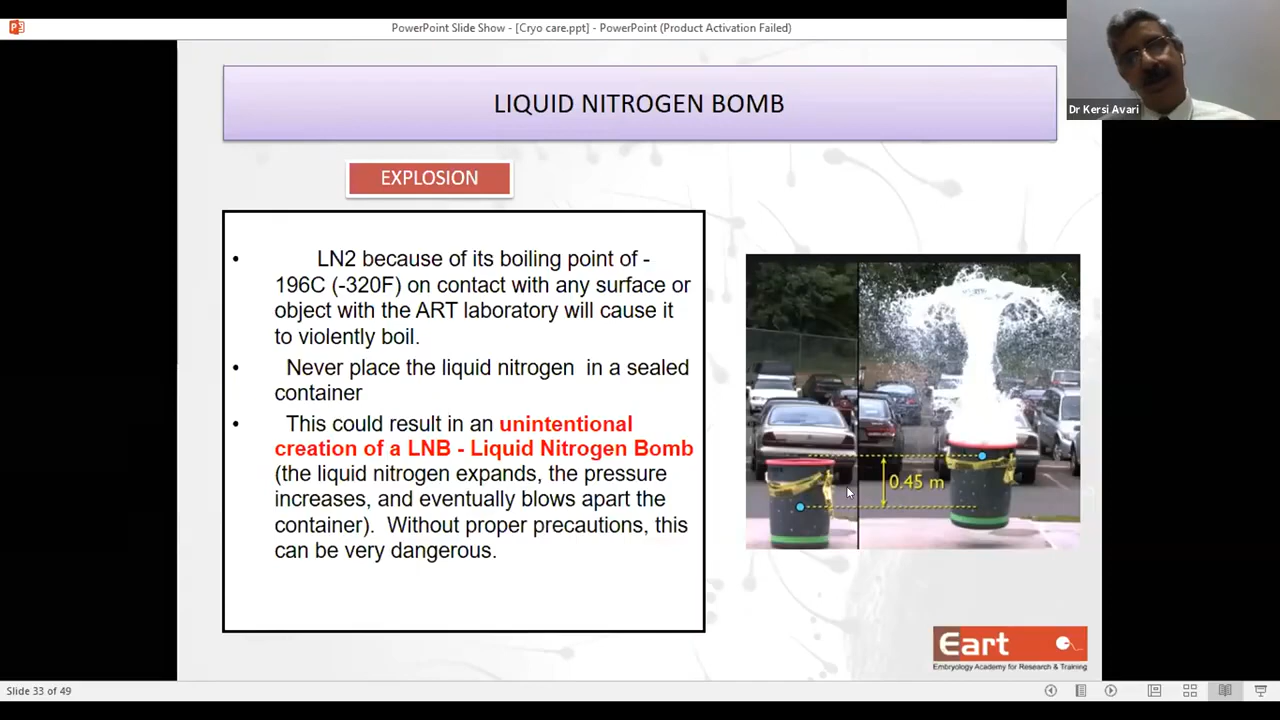 PowerPoint Slide Show - [Cryo care.ppt] - PowerPoint (Product Activation Failed)
Dr Kersi Avari
LIQUID NITROGEN BOMB
EXPLOSION
• LN2 because of its boiling point of -
196C (-320F) on contact with any surface or
object with the ART laboratory will cause it
to violently boil.
• Never place the liquid nitrogen in a sealed
container
• This could result in an unintentional
creation of a LNB - Liquid Nitrogen Bomb
(the liquid nitrogen expands, the pressure
increases, and eventually blows apart the
container). Without proper precautions, this
can be very dangerous.
0.45 m
Eart
Embryology Academy for Research & Training
Slide 33 of 49